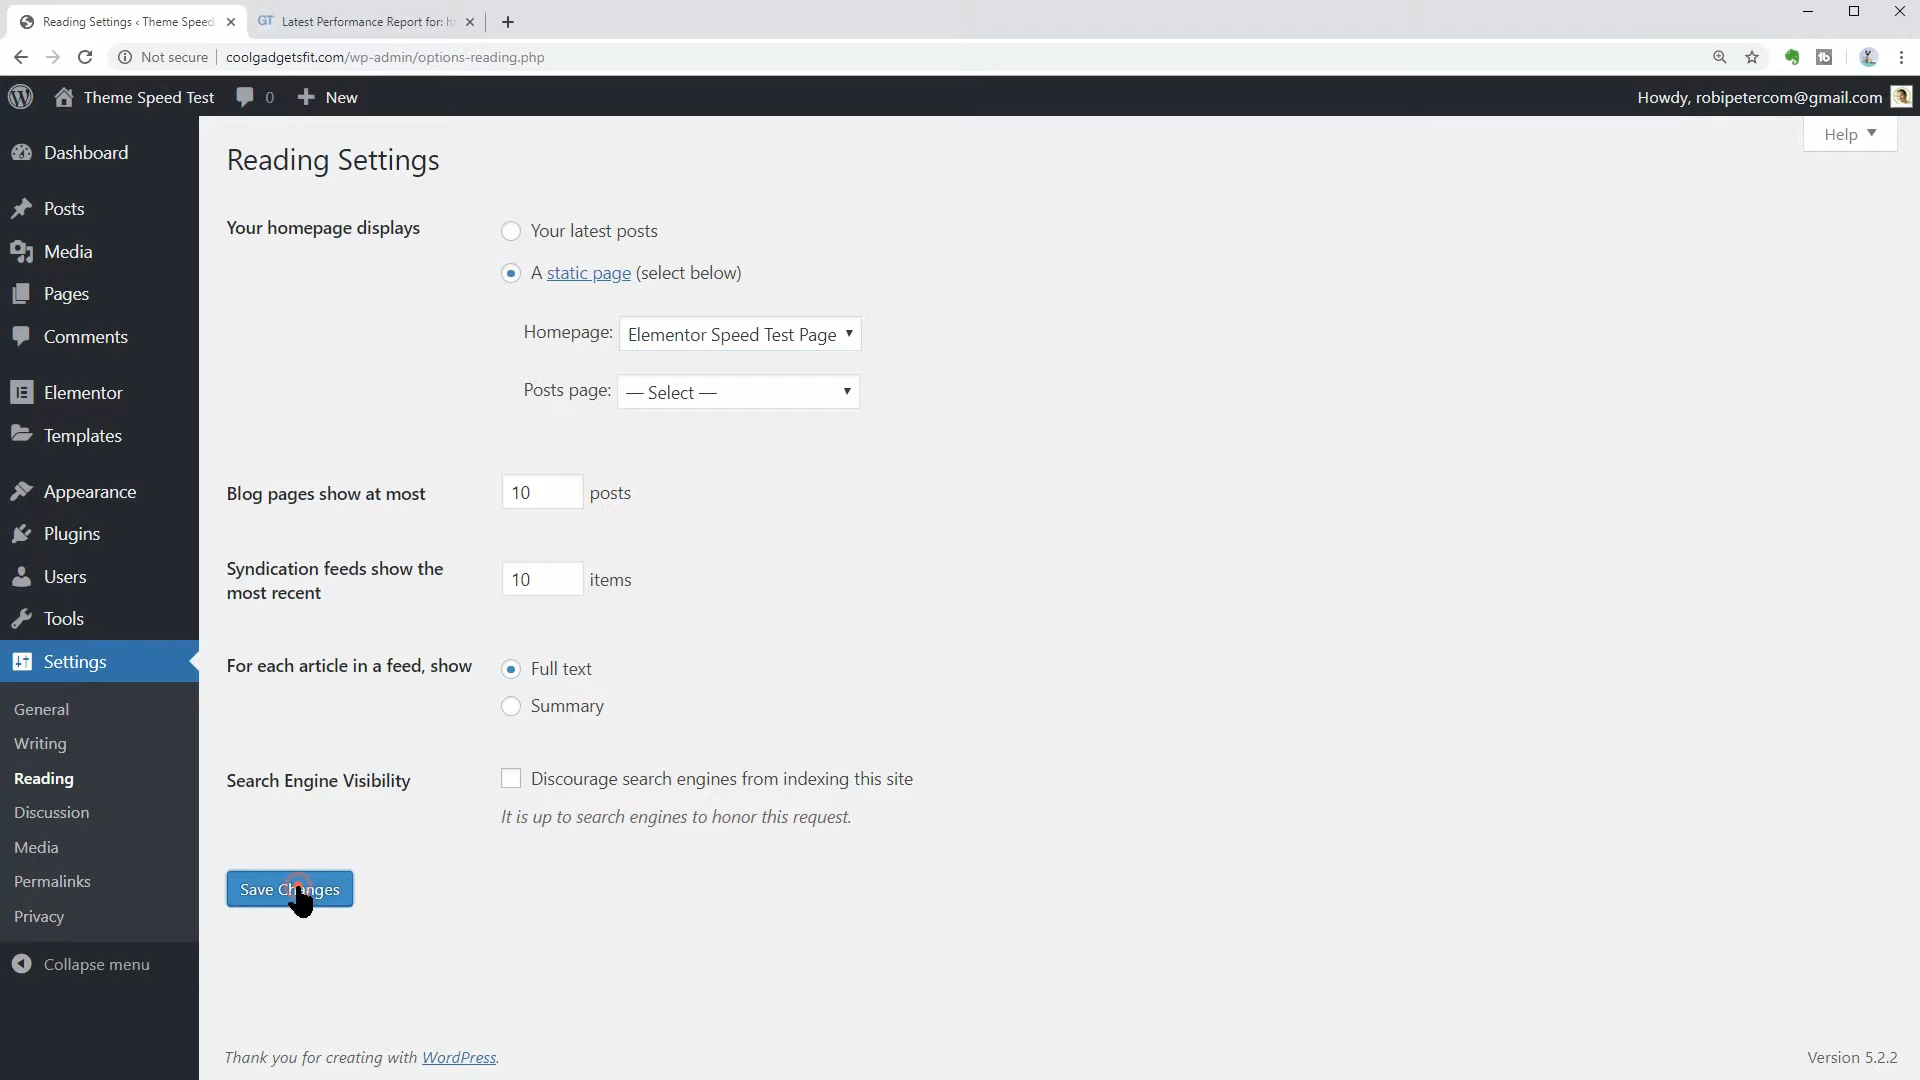 Reading Settings ‹ Theme Speed
GT Latest Performance Report for: h
Not secure coolgadgetsfit.com/wp-admin/options-reading.php
Theme Speed Test 0 New
Howdy, robipetercom@gmail.com
Help
Dashboard
Posts
Media
Pages
Comments
Elementor
Templates
Appearance
Plugins
Users
Tools
Settings
General
Writing
Reading
Discussion
Media
Permalinks
Privacy
Collapse menu
Reading Settings
Your homepage displays
Your latest posts
A static page (select below)
Homepage: Elementor Speed Test Page
Posts page: — Select —
Blog pages show at most 10 posts
Syndication feeds show the
most recent
10 items
For each article in a feed, show
Full text
Summary
Search Engine Visibility
Discourage search engines from indexing this site
It is up to search engines to honor this request.
Save Changes
Thank you for creating with WordPress.
Version 5.2.2